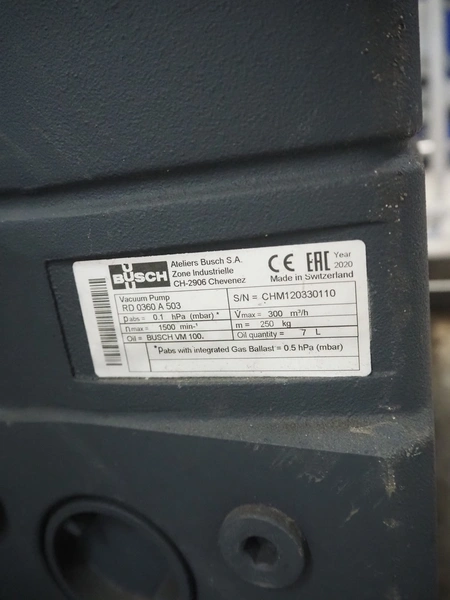 BUSCH
Ateliers Busch S.A.
Zone Industrielle
CH-2906 Chevenez
CE EAC Year 2020
Made in Switzerland
Vacuum Pump
RD 0360 A 503
S/N = CHM120330110
pabs = 0.1 hPa (mbar) *
V̇max = 300 m³/h
nmax = 1500 min-¹
m = 250 kg
Oil = BUSCH VM 100.
Oil quantity = 7 L
*Pabs with integrated Gas Ballast = 0.5 hPa (mbar)